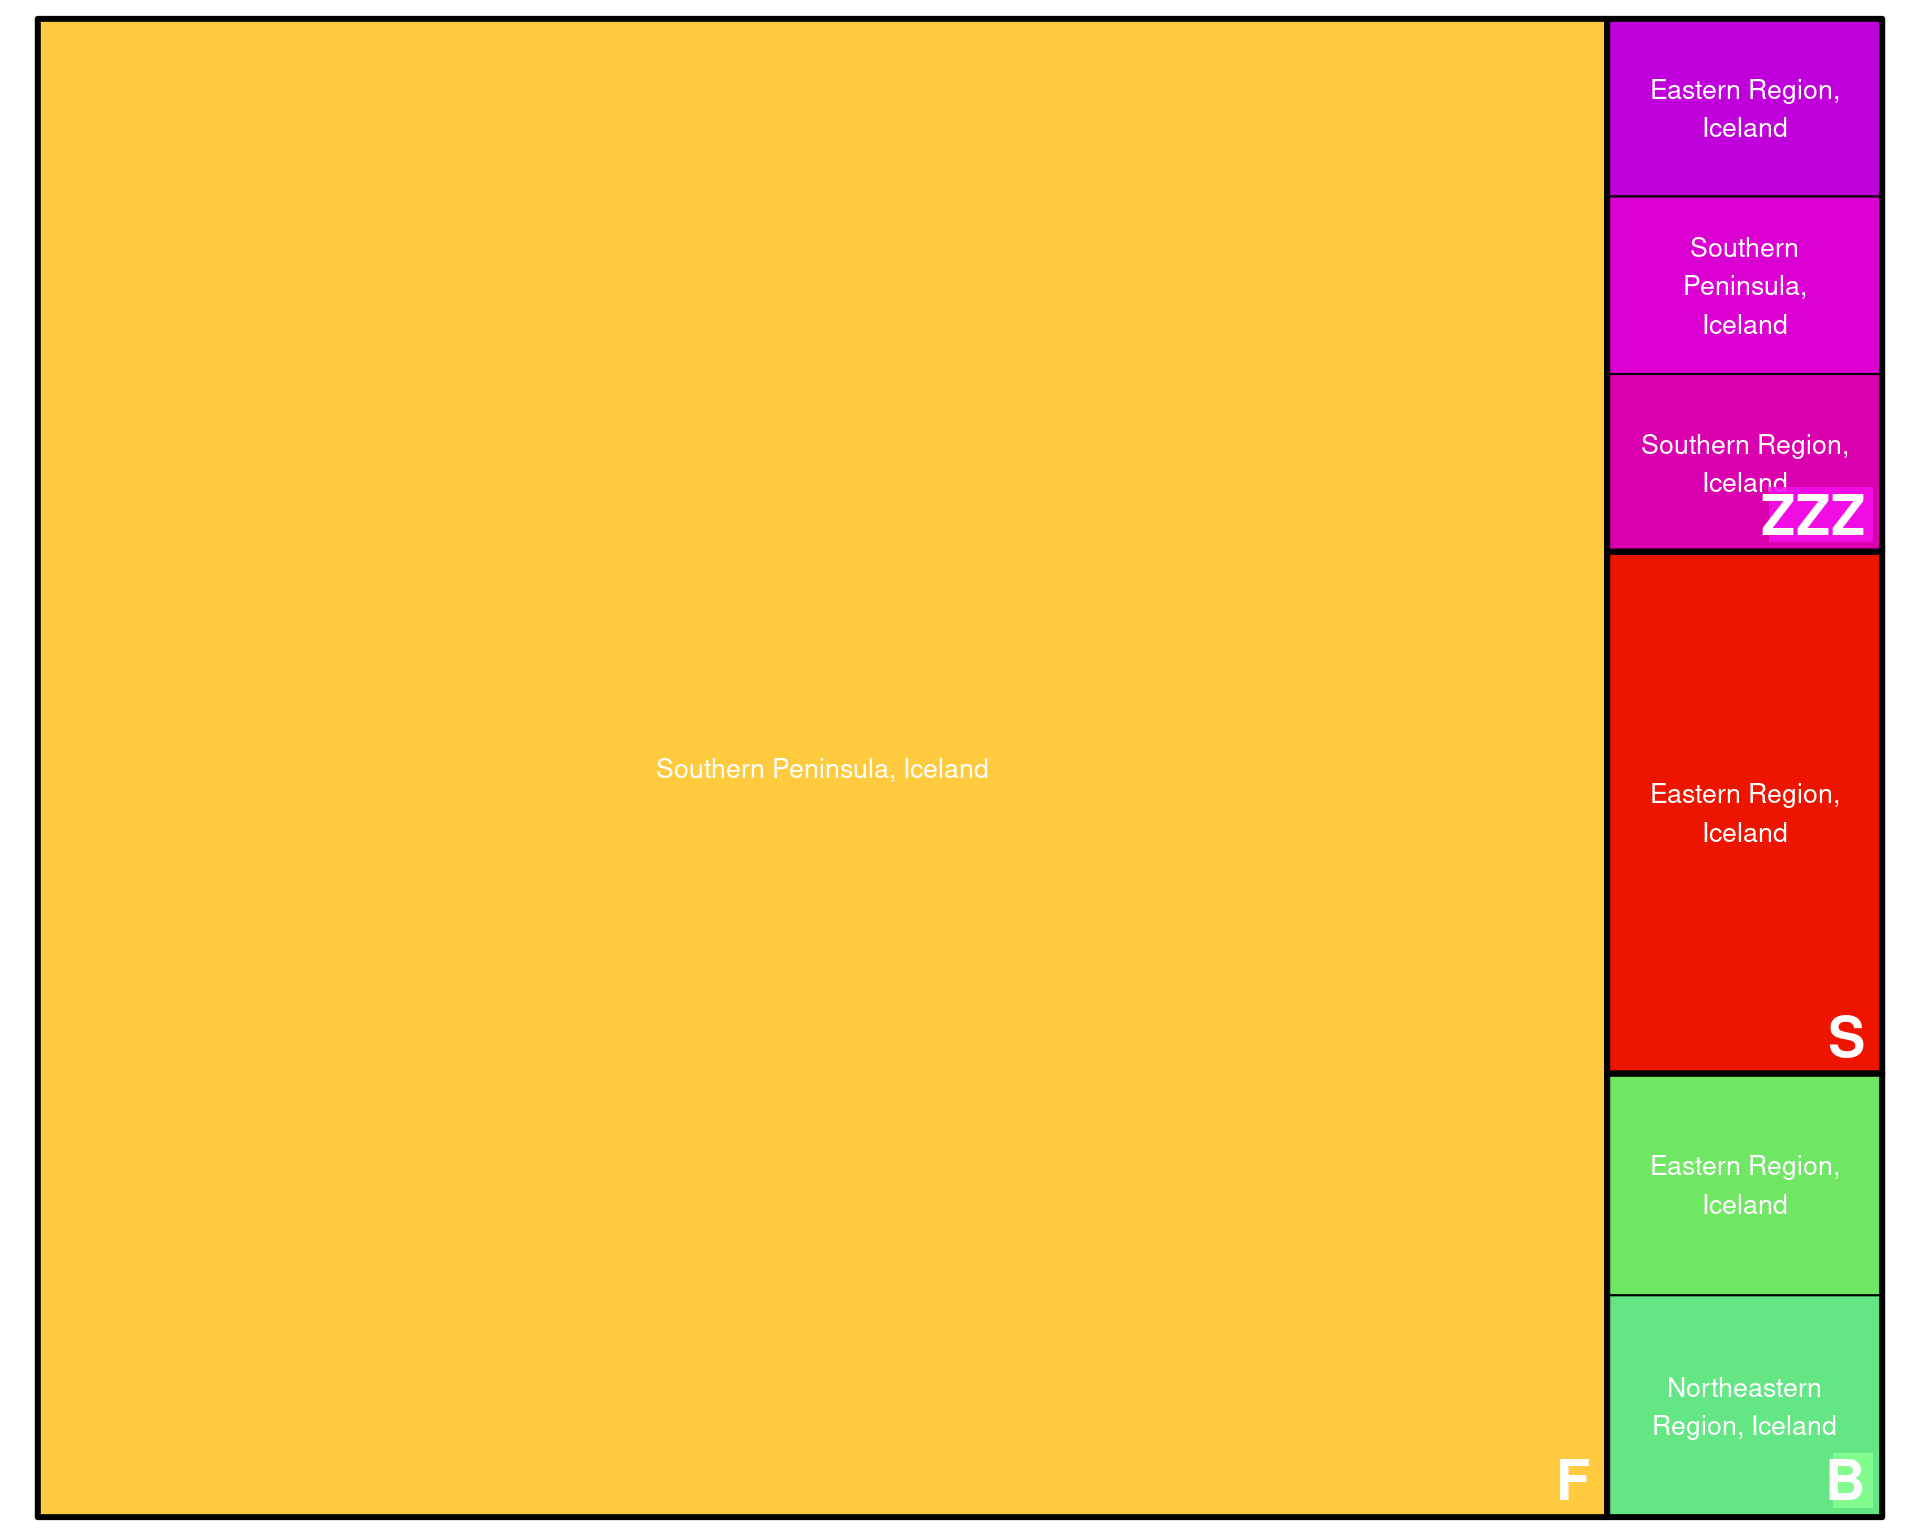 Southern Peninsula, Iceland
F
Eastern Region,
Iceland
Southern
Peninsula,
Iceland
Southern Region,
Iceland
ZZZ
Eastern Region,
Iceland
S
Eastern Region,
Iceland
Northeastern
Region, Iceland
B